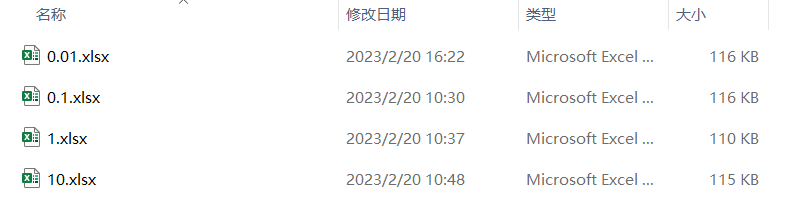 名称 修改日期 类型 大小
0.01.xlsx 2023/2/20 16:22 Microsoft Excel ... 116 KB
0.1.xlsx 2023/2/20 10:30 Microsoft Excel ... 116 KB
1.xlsx 2023/2/20 10:37 Microsoft Excel ... 110 KB
10.xlsx 2023/2/20 10:48 Microsoft Excel ... 115 KB